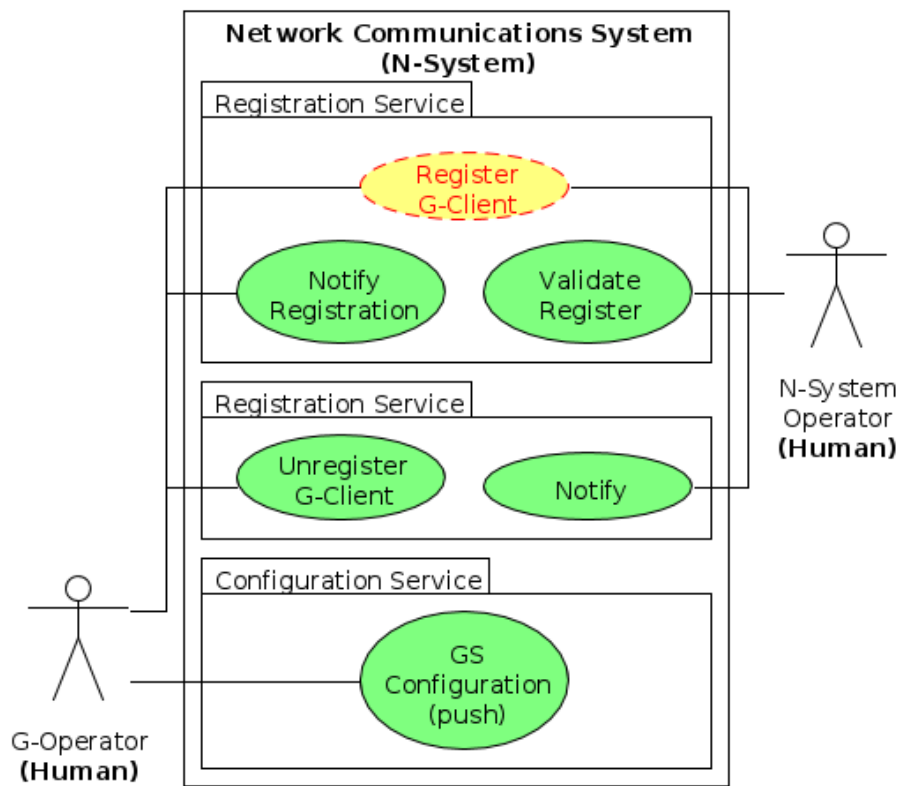 Network Communications System
(N-System)
Registration Service
Register
G-Client
Notify
Registration
Validate
Register
N-System
Operator
(Human)
Registration Service
Unregister
G-Client
Notify
Configuration Service
GS
Configuration
(push)
G-Operator
(Human)